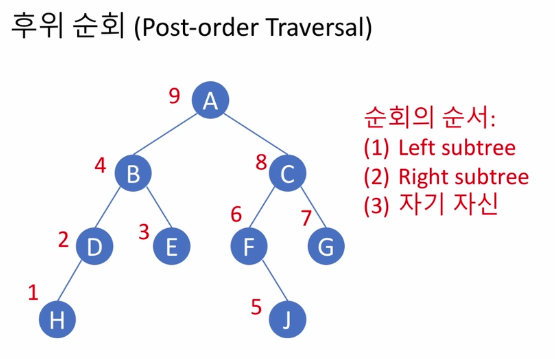 후위 순회 (Post-order Traversal)
9 A
순회의 순서:
(1) Left subtree
(2) Right subtree
(3) 자기 자신
4 B 8 C
2 D 3 E 6 F 7 G
1 H 5 J